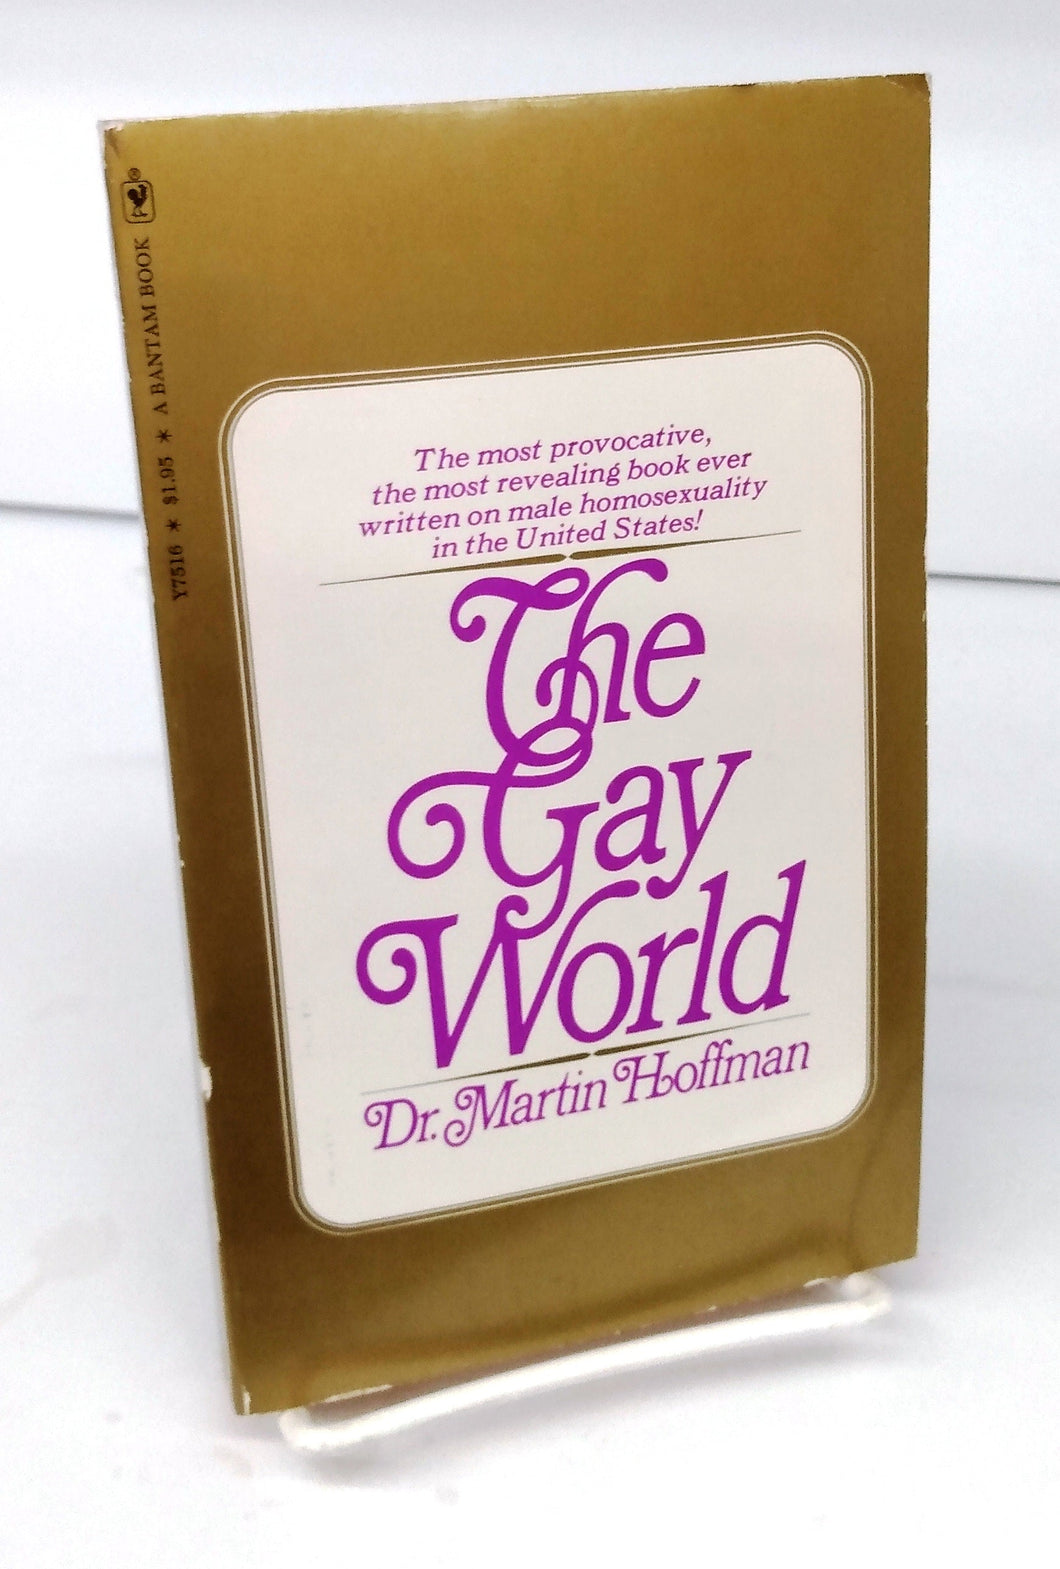 Y7516 * $1.95 * A BANTAM BOOK ®
The most provocative,
the most revealing book ever
written on male homosexuality
in the United States!
The
Gay
World
Dr. Martin Hoffman